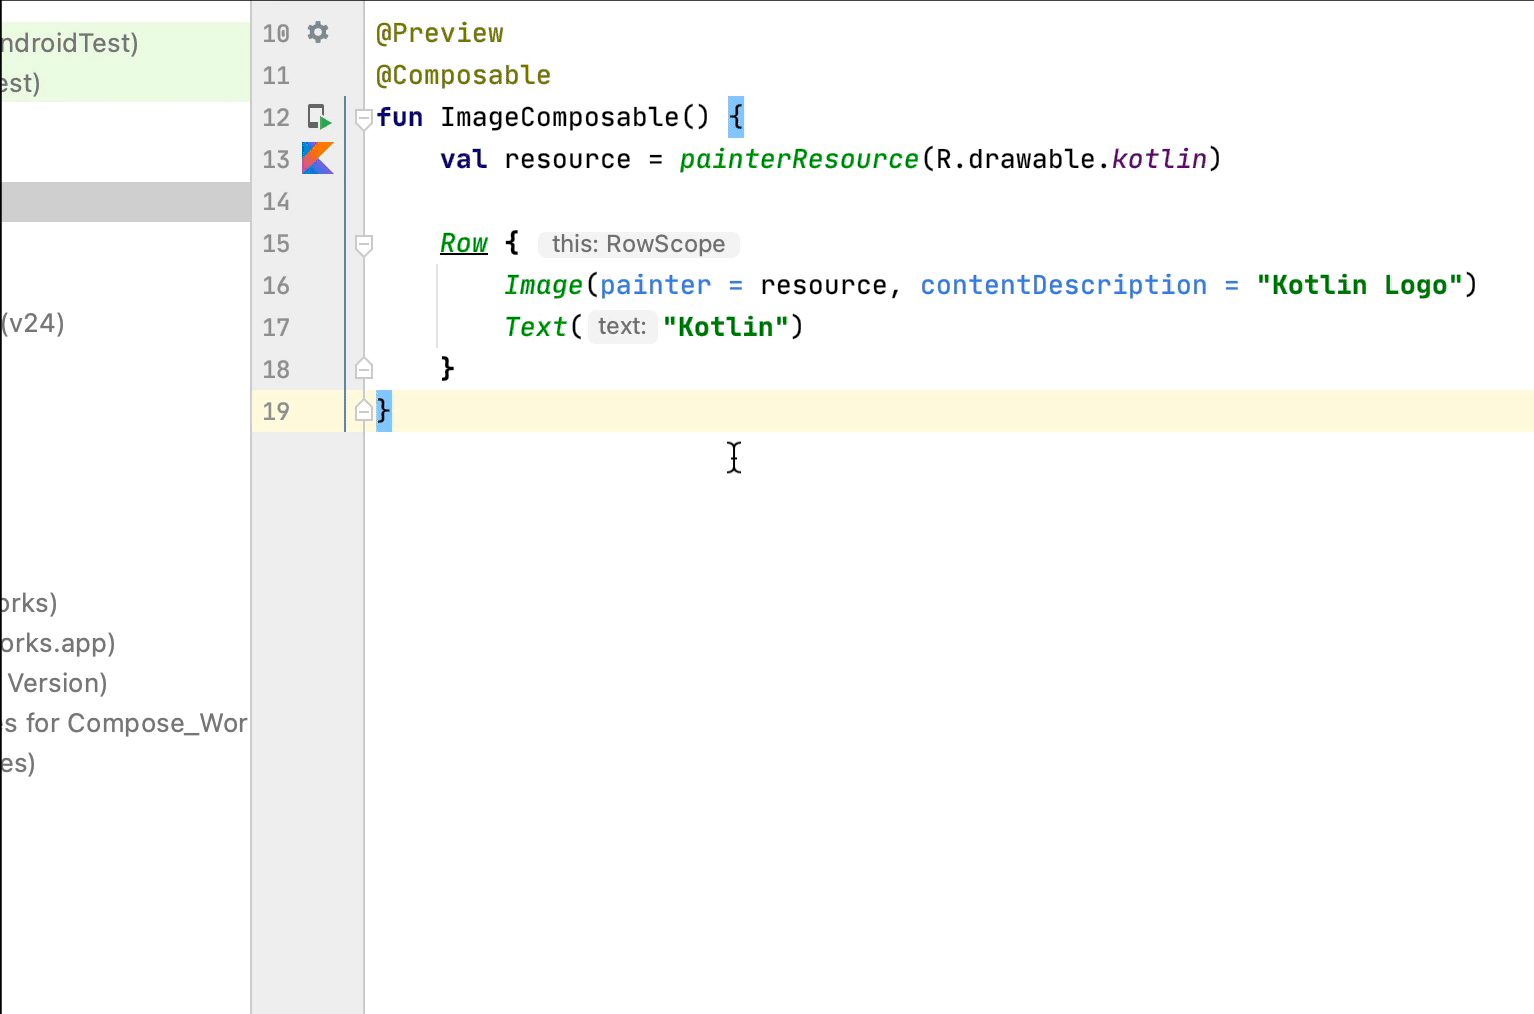 ndroidTest)
est)
(v24)
orks)
orks.app)
Version)
es for Compose_Wor
es)
10 @Preview
11 @Composable
12 fun ImageComposable() {
13 val resource = painterResource(R.drawable.kotlin)
14
15 Row { this: RowScope
16 Image(painter = resource, contentDescription = "Kotlin Logo")
17 Text( text: "Kotlin")
18 }
19 }